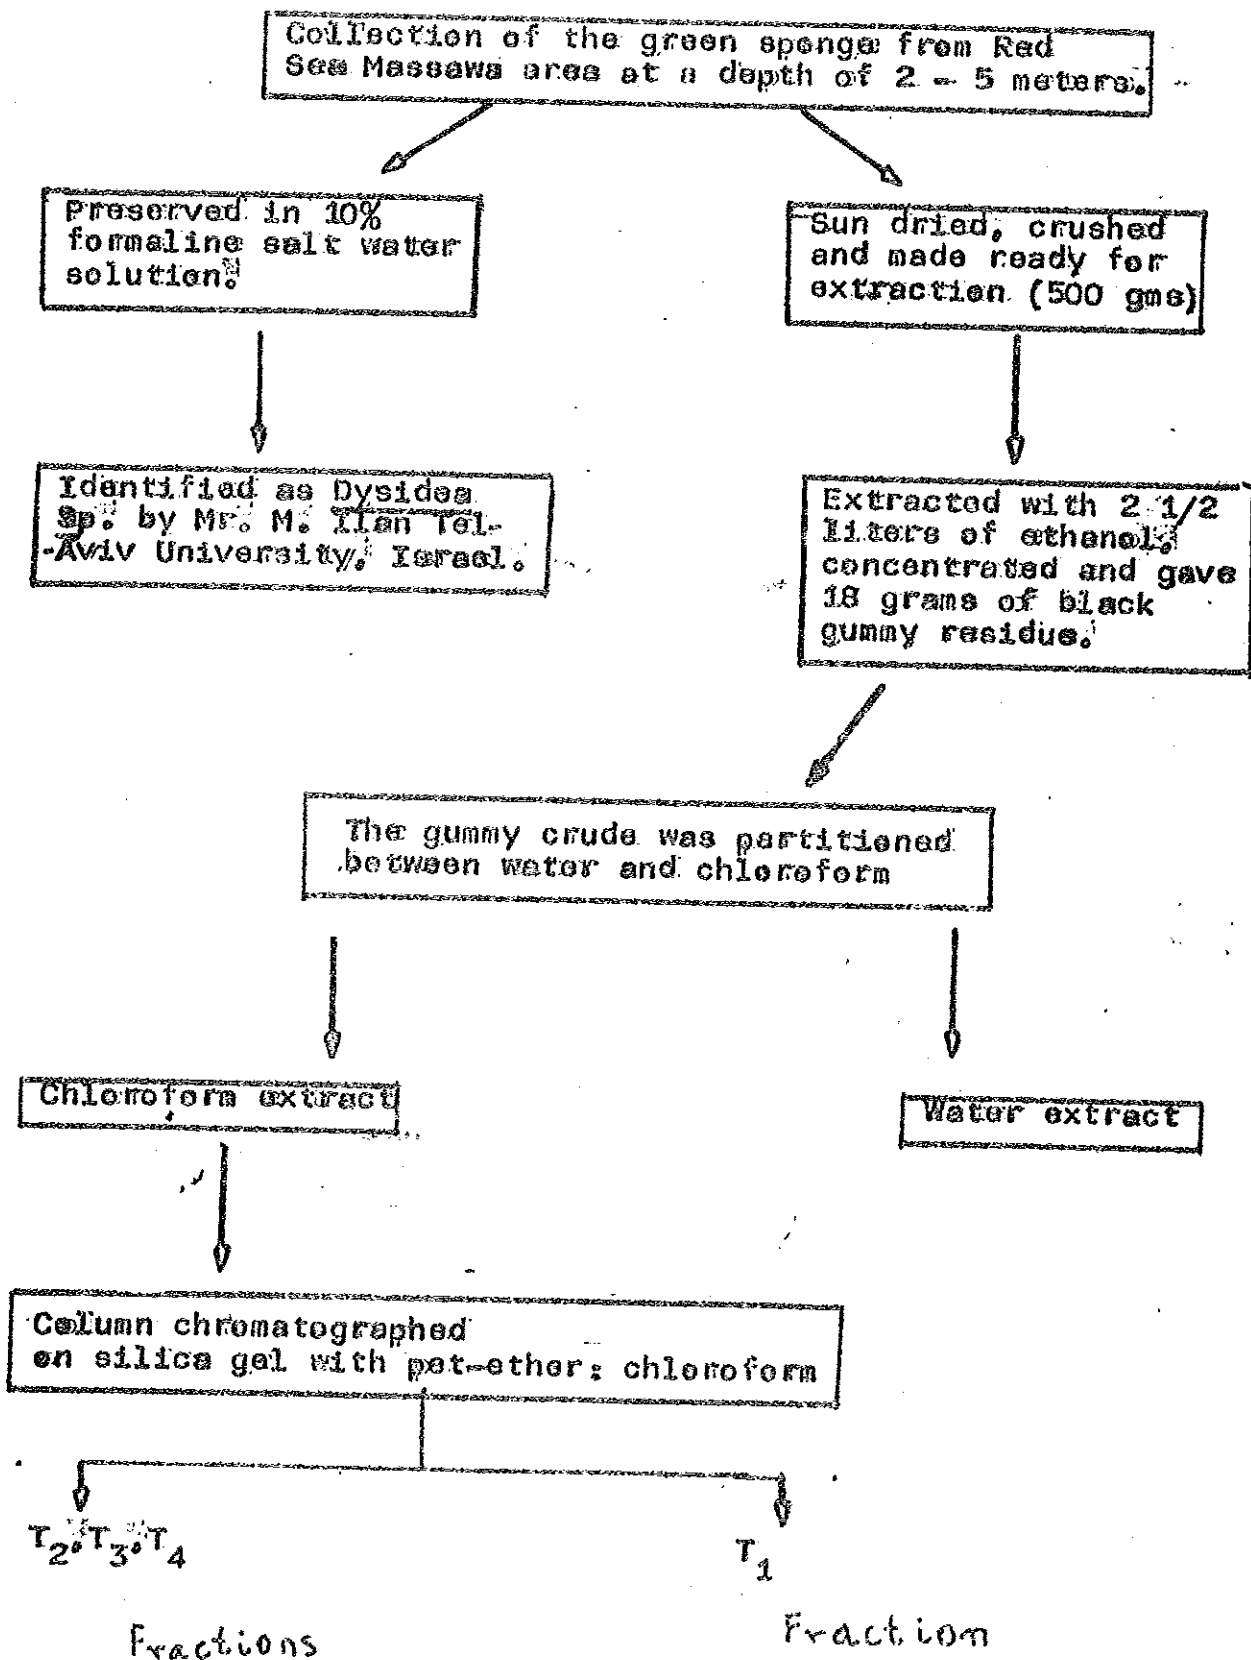 Collection of the green sponge from Red
Sea Massawa area at a depth of 2 - 5 meters.
Preserved in 10%
formaline salt water
solution.
Sun dried, crushed
and made ready for
extraction (500 gms)
Identified as Dysidea
Sp. by Mr. M. Ilan Tel-
-Aviv University, Israel.
Extracted with 2 1/2
liters of ethanol,
concentrated and gave
18 grams of black
gummy residue.
The gummy crude was partitioned
between water and chloroform
Chloroform extract
Water extract
Column chromatographed
on silica gel with pet-ether: chloroform
T2.T3.T4
T1
Fractions
Fraction